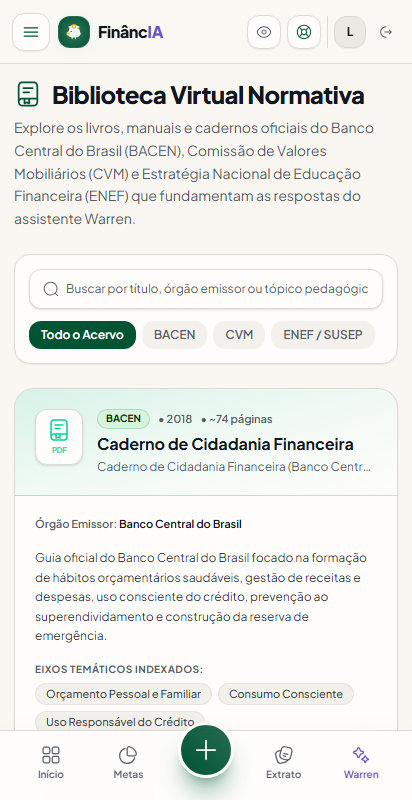 FinâncIA
L
Biblioteca Virtual Normativa
Explore os livros, manuais e cadernos oficiais do Banco
Central do Brasil (BACEN), Comissão de Valores
Mobiliários (CVM) e Estratégia Nacional de Educação
Financeira (ENEF) que fundamentam as respostas do
assistente Warren.
Buscar por título, órgão emissor ou tópico pedagógic
Todo o Acervo BACEN CVM ENEF / SUSEP
BACEN • 2018 • ~74 páginas
PDF
Caderno de Cidadania Financeira
Caderno de Cidadania Financeira (Banco Centr...
Órgão Emissor: Banco Central do Brasil
Guia oficial do Banco Central do Brasil focado na formação
de hábitos orçamentários saudáveis, gestão de receitas e
despesas, uso consciente do crédito, prevenção ao
superendividamento e construção da reserva de
emergência.
EIXOS TEMÁTICOS INDEXADOS:
Orçamento Pessoal e Familiar Consumo Consciente
Uso Responsável do Crédito
Início Metas Extrato Warren